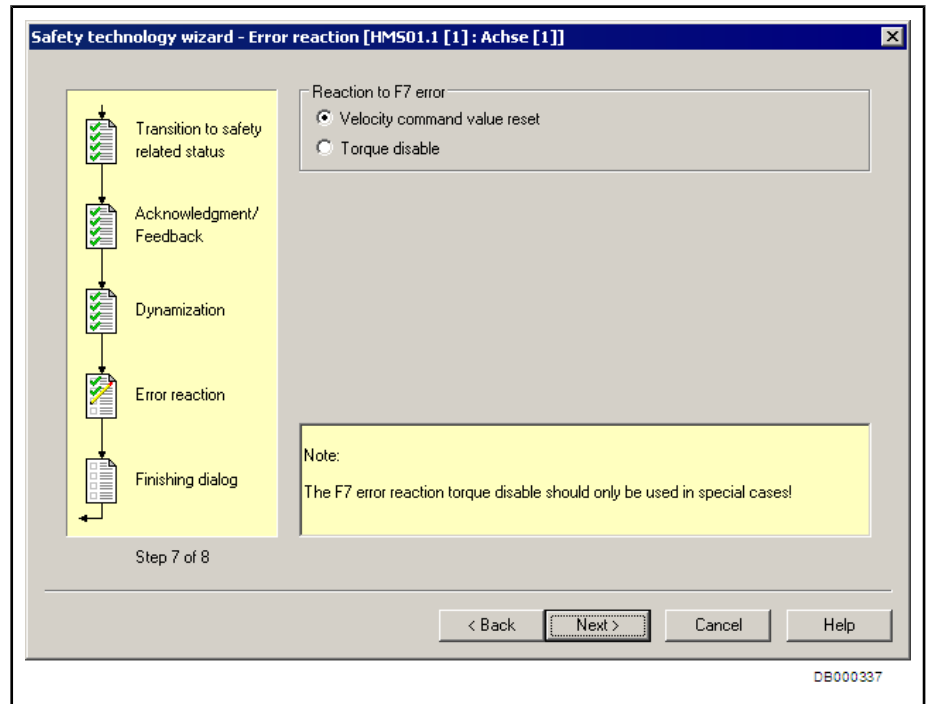 Safety technology wizard - Error reaction [HMS01.1 [1] : Achse [1]]
Transition to safety
related status
Acknowledgment/
Feedback
Dynamization
Error reaction
Finishing dialog
Step 7 of 8
Reaction to F7 error
Velocity command value reset
Torque disable
Note:
The F7 error reaction torque disable should only be used in special cases!
< Back
Next >
Cancel
Help
DB000337